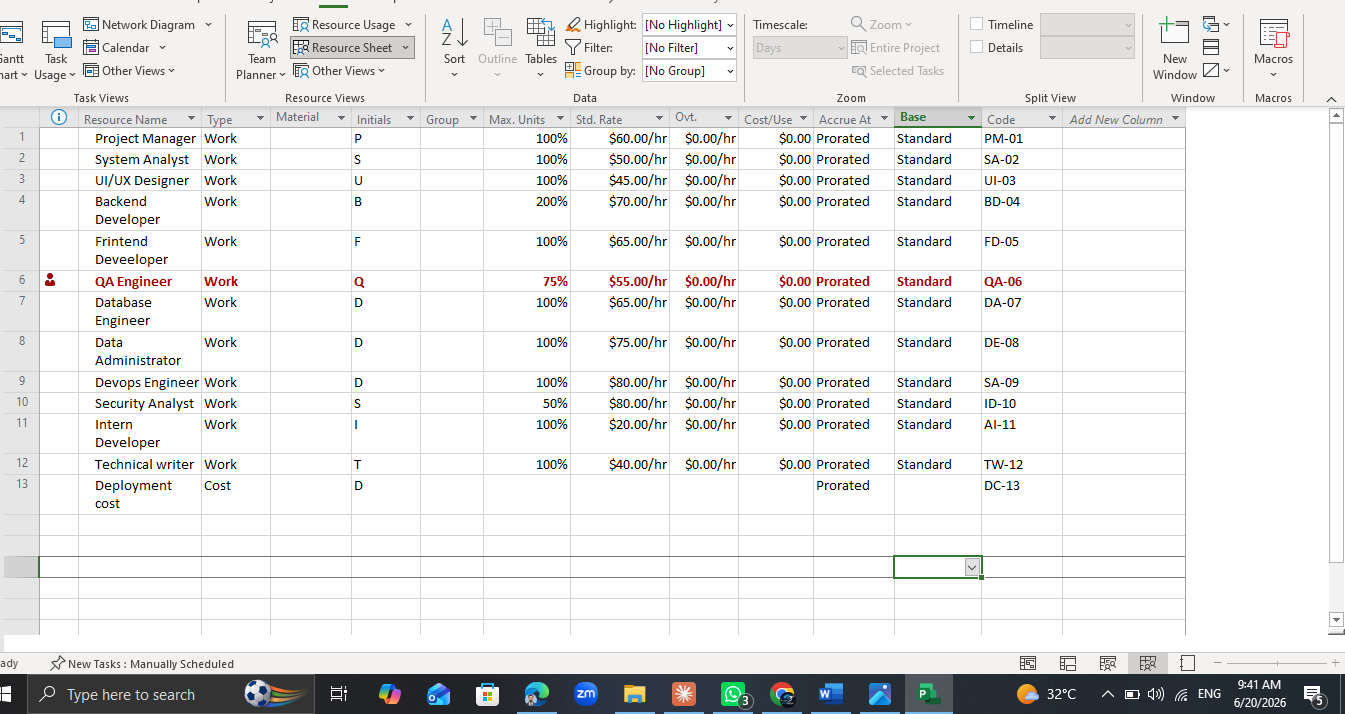 Network Diagram
Resource Usage
Highlight: [No Highlight]
Timescale:
Zoom
Timeline
Calendar
Resource Sheet
Filter: [No Filter]
Days
Entire Project
Details
Task Usage
Other Views
Team Planner
Other Views
Sort
Outline
Tables
Group by: [No Group]
Selected Tasks
New Window
Macros
Task Views
Resource Views
Data
Zoom
Split View
Window
Macros
Resource Name Type Material Initials Group Max. Units Std. Rate Ovt. Cost/Use Accrue At Base Code Add New Column
1 Project Manager Work P 100% $60.00/hr $0.00/hr $0.00 Prorated Standard PM-01
2 System Analyst Work S 100% $50.00/hr $0.00/hr $0.00 Prorated Standard SA-02
3 UI/UX Designer Work U 100% $45.00/hr $0.00/hr $0.00 Prorated Standard UI-03
4 Backend Work B 200% $70.00/hr $0.00/hr $0.00 Prorated Standard BD-04
Developer
5 Frintend Work F 100% $65.00/hr $0.00/hr $0.00 Prorated Standard FD-05
Deveeloper
6 QA Engineer Work Q 75% $55.00/hr $0.00/hr $0.00 Prorated Standard QA-06
7 Database Work D 100% $65.00/hr $0.00/hr $0.00 Prorated Standard DA-07
Engineer
8 Data Work D 100% $75.00/hr $0.00/hr $0.00 Prorated Standard DE-08
Administrator
9 Devops Engineer Work D 100% $80.00/hr $0.00/hr $0.00 Prorated Standard SA-09
10 Security Analyst Work S 50% $80.00/hr $0.00/hr $0.00 Prorated Standard ID-10
11 Intern Work I 100% $20.00/hr $0.00/hr $0.00 Prorated Standard AI-11
Developer
12 Technical writer Work T 100% $40.00/hr $0.00/hr $0.00 Prorated Standard TW-12
13 Deployment Cost D Prorated DC-13
cost
New Tasks : Manually Scheduled
Type here to search
zm
3
W
P
32°C
ENG
9:41 AM
6/20/2026
5